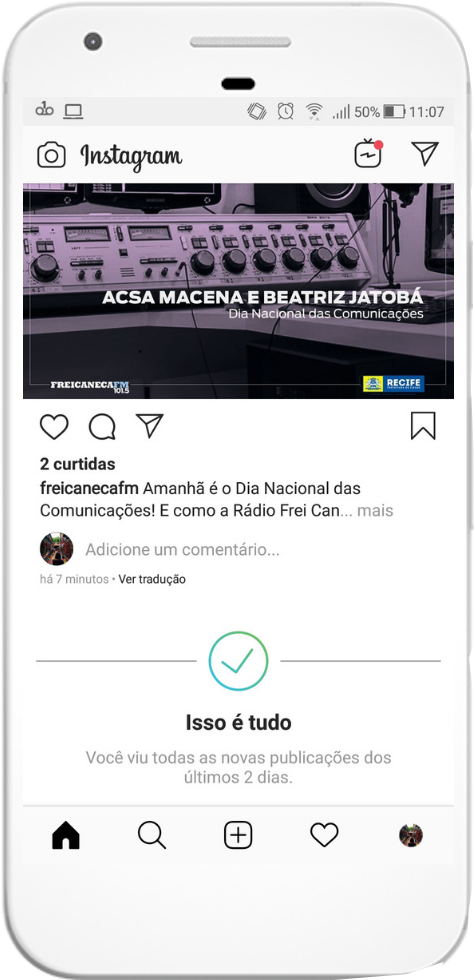 50% 11:07
Instagram
ACSA MACENA E BEATRIZ JATOBÁ
Dia Nacional das Comunicações
FREICANECAFM
101.5
RECIFE
2 curtidas
freicanecafm Amanhã é o Dia Nacional das
Comunicações! E como a Rádio Frei Can... mais
Adicione um comentário...
há 7 minutos • Ver tradução
Isso é tudo
Você viu todas as novas publicações dos
últimos 2 dias.